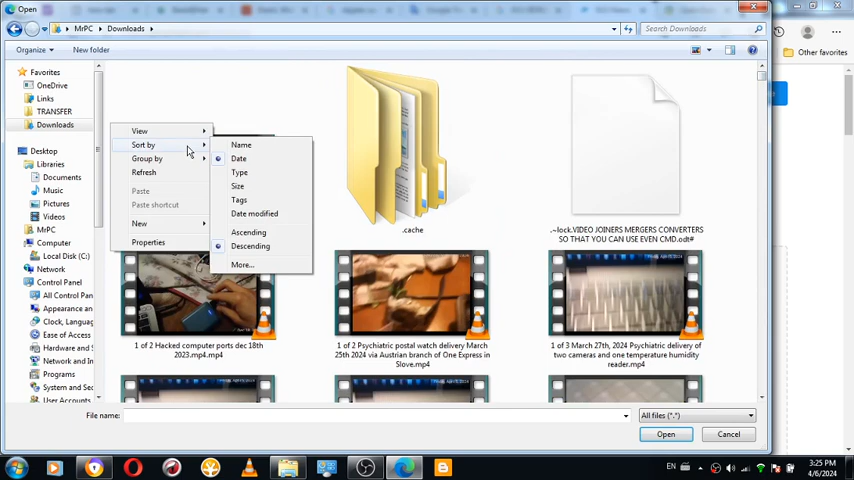 Open
MrPC
Downloads
Search Downloads
Organize
New folder
Other favorites
Favorites
OneDrive
Links
TRANSFER
Downloads
Desktop
Libraries
Documents
Music
Pictures
Videos
MrPC
Computer
Local Disk (C:)
Network
Control Panel
All Control Pan
Appearance and
Clock, Languag
Ease of Access
Hardware and S
Network and In
Programs
System and Sec
User Accounts
View
Sort by
Group by
Refresh
Paste
Paste shortcut
New
Properties
Name
Date
Type
Size
Tags
Date modified
Ascending
Descending
More...
.cache
.~lock.VIDEO JOINERS MERGERS CONVERTERS
SO THAT YOU CAN USE EVEN CMD.odt#
1 of 2 Hacked computer ports dec 18th
2023.mp4.mp4
1 of 2 Psychiatric postal watch delivery March
25th 2024 via Austrian branch of One Express in
Slove.mp4
1 of 3 March 27th, 2024 Psychiatric delivery of
two cameras and one temperature humidity
reader.mp4
File name:
All files (*.*)
Open
Cancel
EN
3:25 PM
4/6/2024